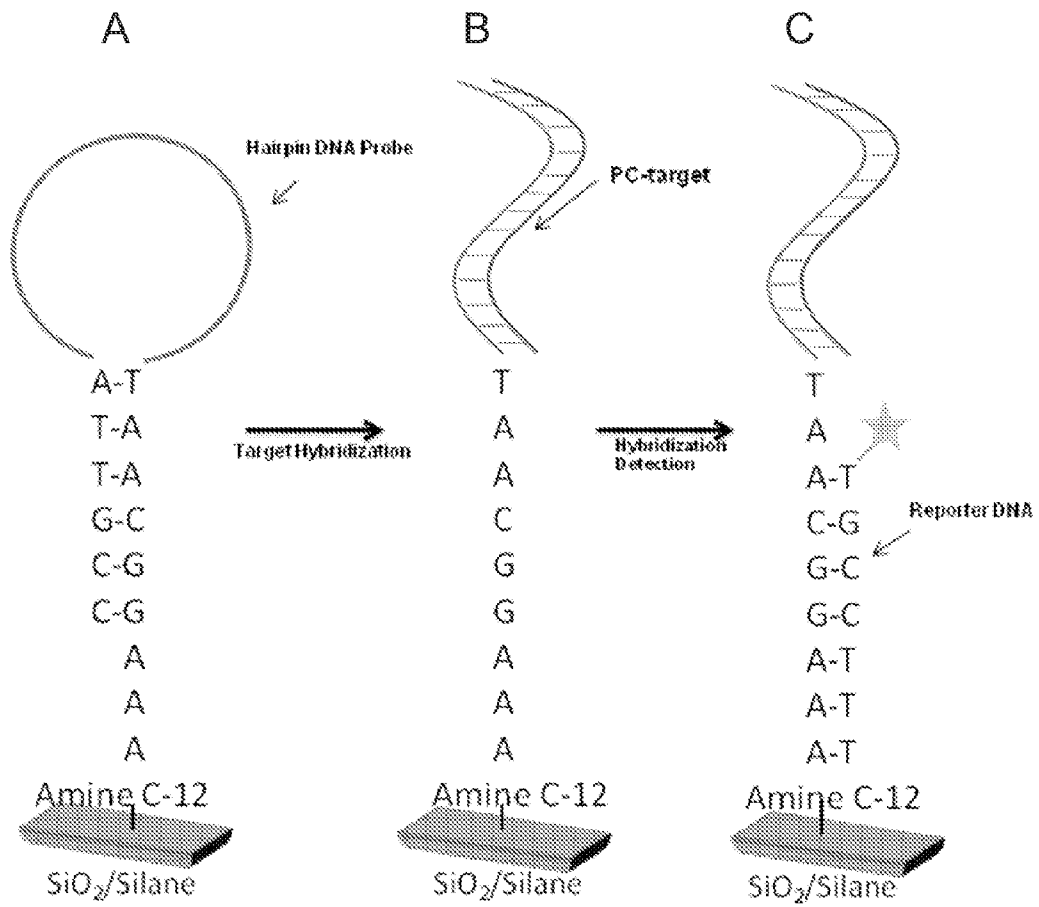 A B C
Hairpin DNA Probe
PC-target
A-T T T
T-A A A
Target Hybridization
Hybridization
Detection
T-A A A-T
G-C C C-G
Reporter DNA
C-G G G-C
C-G G G-C
A A A-T
A A A-T
A A A-T
Amine C-12 Amine C-12 Amine C-12
SiO₂/Silane SiO₂/Silane SiO₂/Silane